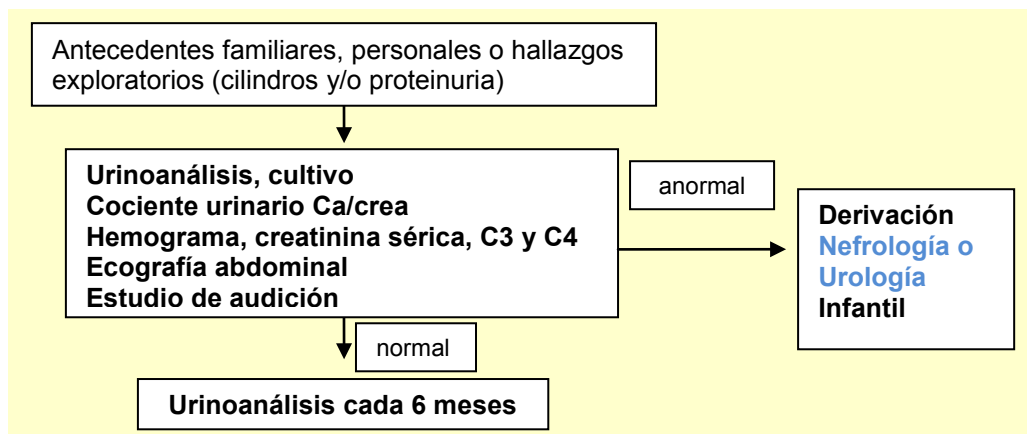 Antecedentes familiares, personales o hallazgos
exploratorios (cilindros y/o proteinuria)
Urinoanálisis, cultivo
Cociente urinario Ca/crea
Hemograma, creatinina sérica, C3 y C4
Ecografía abdominal
Estudio de audición
anormal
Derivación
Nefrología o
Urología
Infantil
normal
Urinoanálisis cada 6 meses